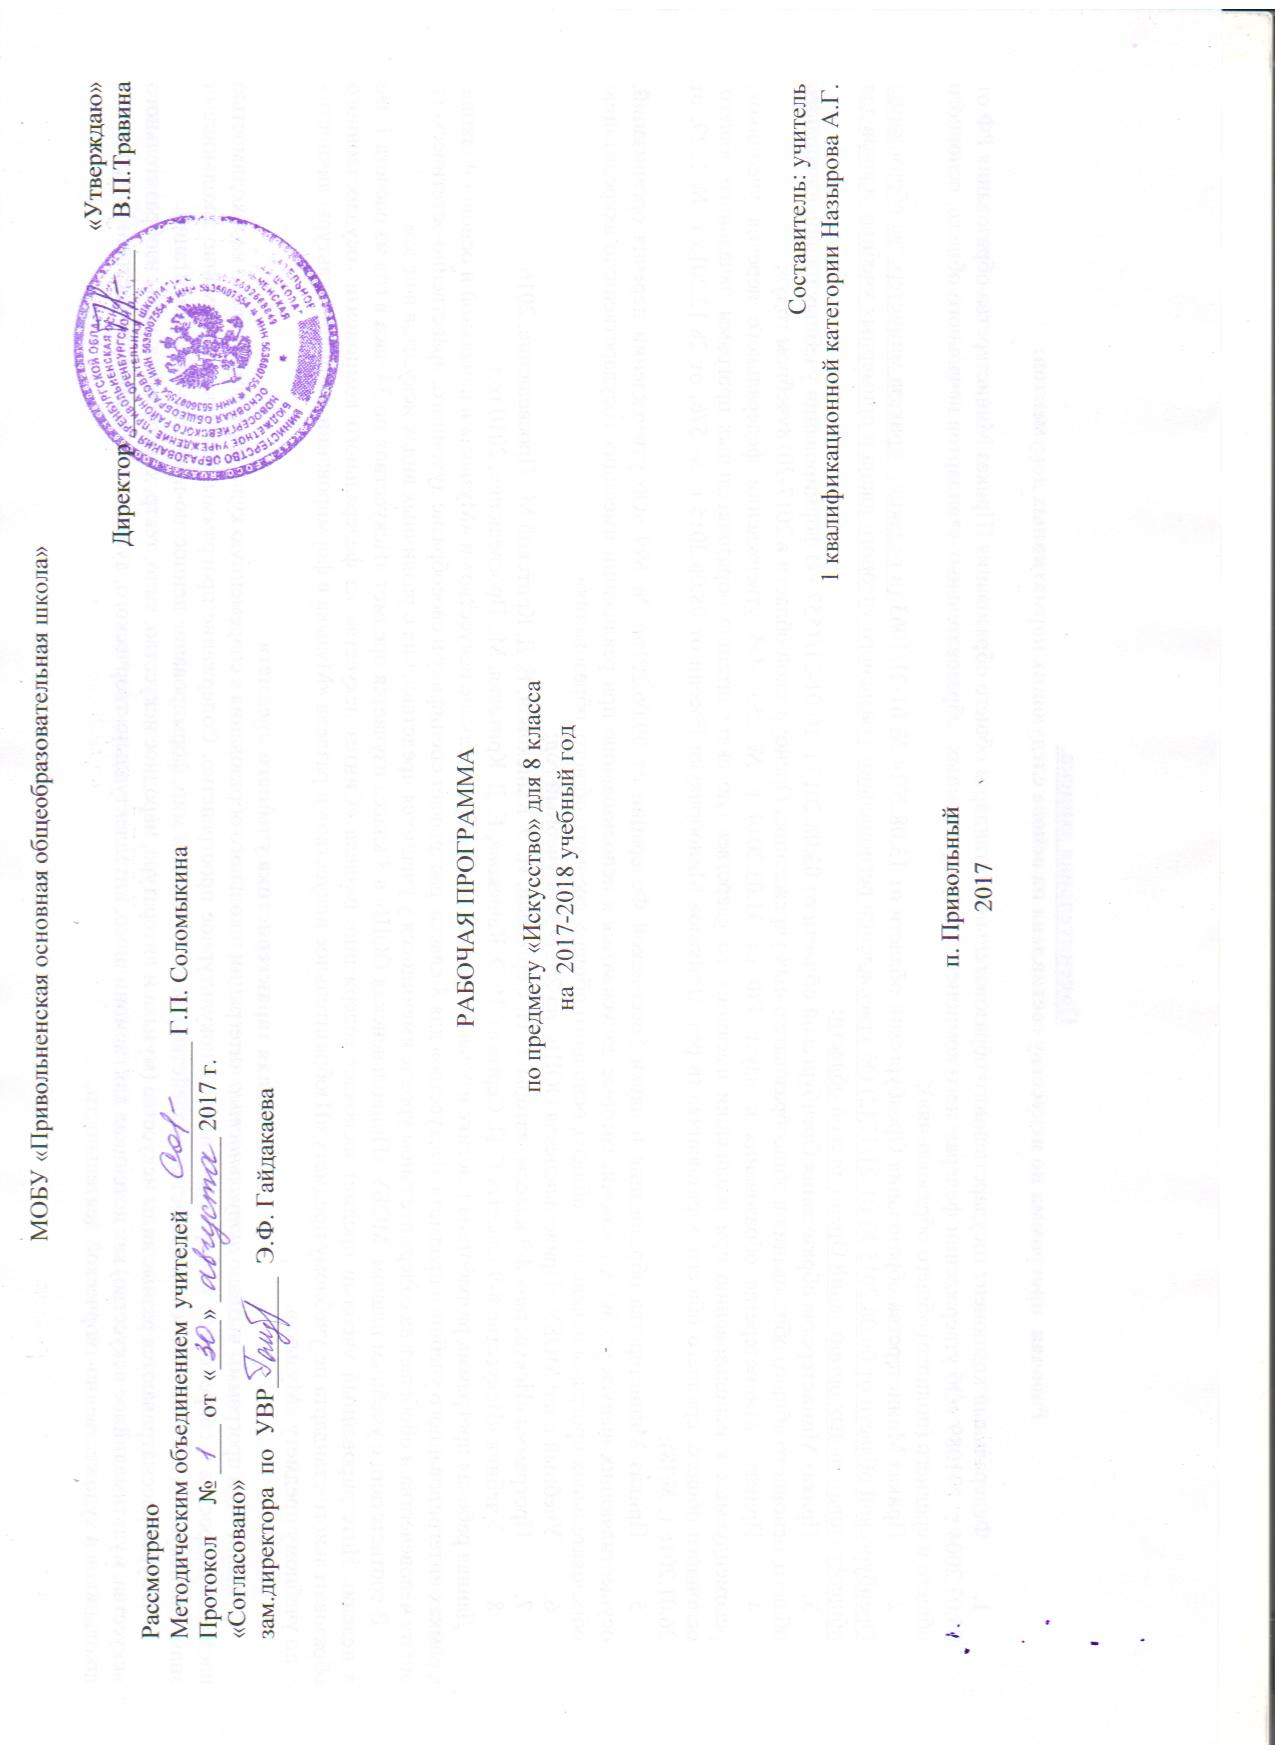 МОБУ «Привольненская основная общеобразовательная школа»
«Утверждаю»
Директор В.П.Травина
Рассмотрено
Методическим объединением учителей Г.П. Соломыкина
Протокол № 1 от «30» августа 2017 г.
«Согласовано»
зам.директора по УВР Э.Ф. Гайдакаева
РАБОЧАЯ ПРОГРАММА
по предмету «Искусство» для 8 класса
на 2017-2018 учебный год
Составитель: учитель
1 квалификационной категории Назырова А.Г.
п. Привольный
2017